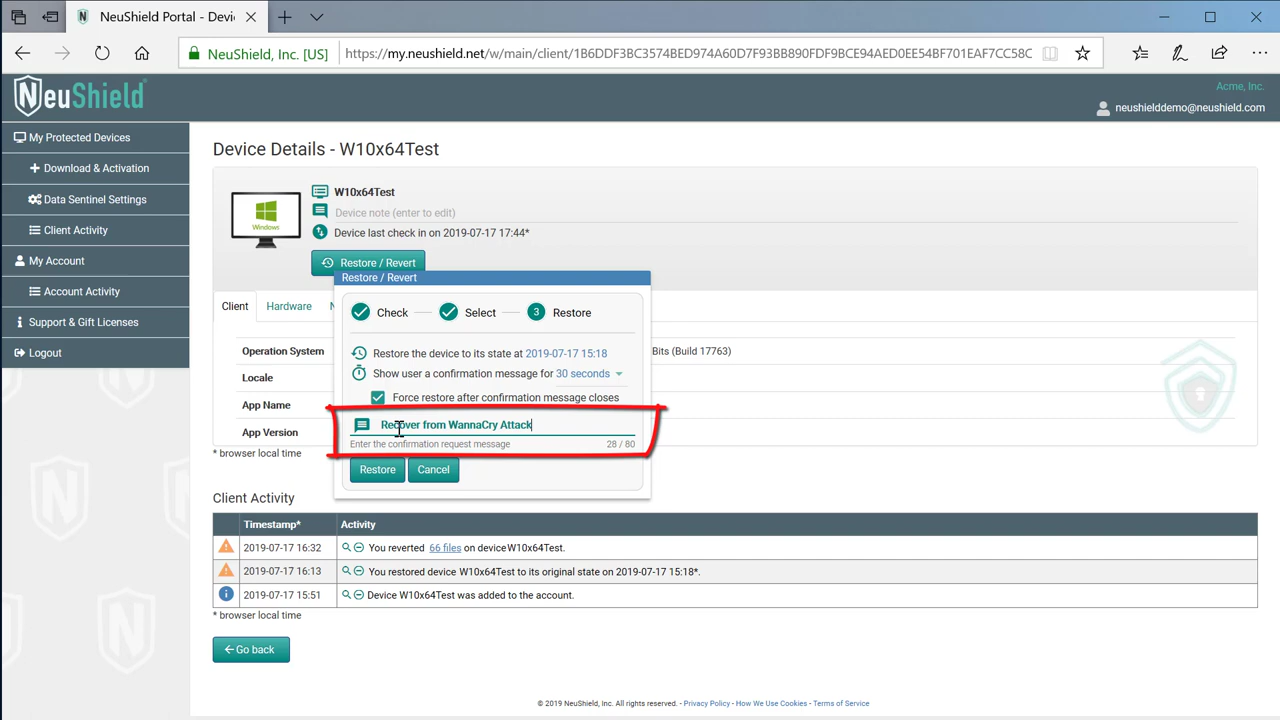 NeuShield Portal - Devi
NeuShield, Inc. [US]
https://my.neushield.net/w/main/client/1B6DDF3BC3574BED974A60D7F93BB890FDF9BCE94AED0EE54BF701EAF7CC58C
NeuShield
Acme, Inc.
neushielddemo@neushield.com
My Protected Devices
Download & Activation
Data Sentinel Settings
Client Activity
My Account
Account Activity
Support & Gift Licenses
Logout
Device Details - W10x64Test
Windows
W10x64Test
Device note (enter to edit)
Device last check in on 2019-07-17 17:44*
Restore / Revert
Restore / Revert
Check
Select
3 Restore
Restore the device to its state at 2019-07-17 15:18
Show user a confirmation message for 30 seconds
Force restore after confirmation message closes
Recover from WannaCry Attack
Enter the confirmation request message 28 / 80
Restore Cancel
Client Hardware N
Operation System Bits (Build 17763)
Locale
App Name
App Version
* browser local time
Client Activity
Timestamp* Activity
2019-07-17 16:32 You reverted 66 files on deviceW10x64Test.
2019-07-17 16:13 You restored device W10x64Test to its original state on 2019-07-17 15:18*.
2019-07-17 15:51 Device W10x64Test was added to the account.
* browser local time
Go back
© 2019 NeuShield, Inc. All rights reserved. - Privacy Policy - How We Use Cookies - Terms of Service